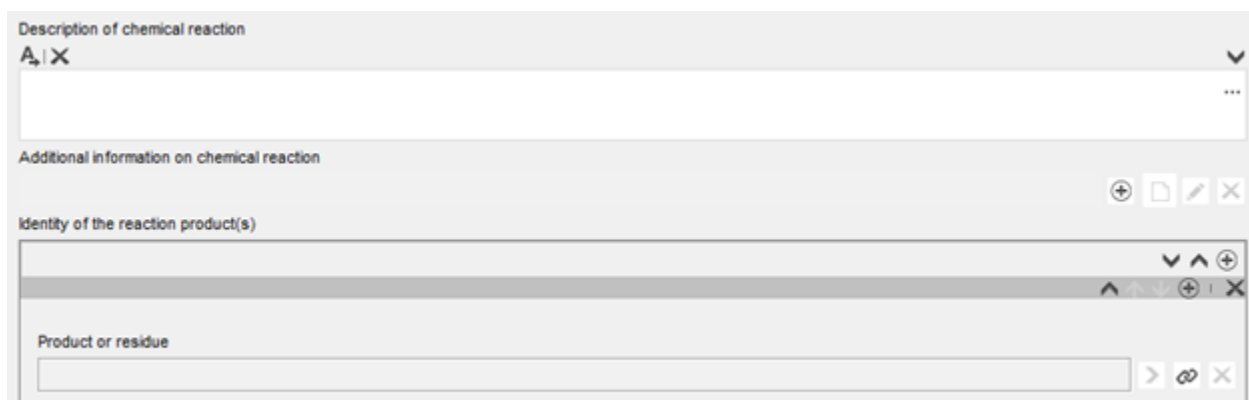 Description of chemical reaction
A
Additional information on chemical reaction
Identity of the reaction product(s)
Product or residue